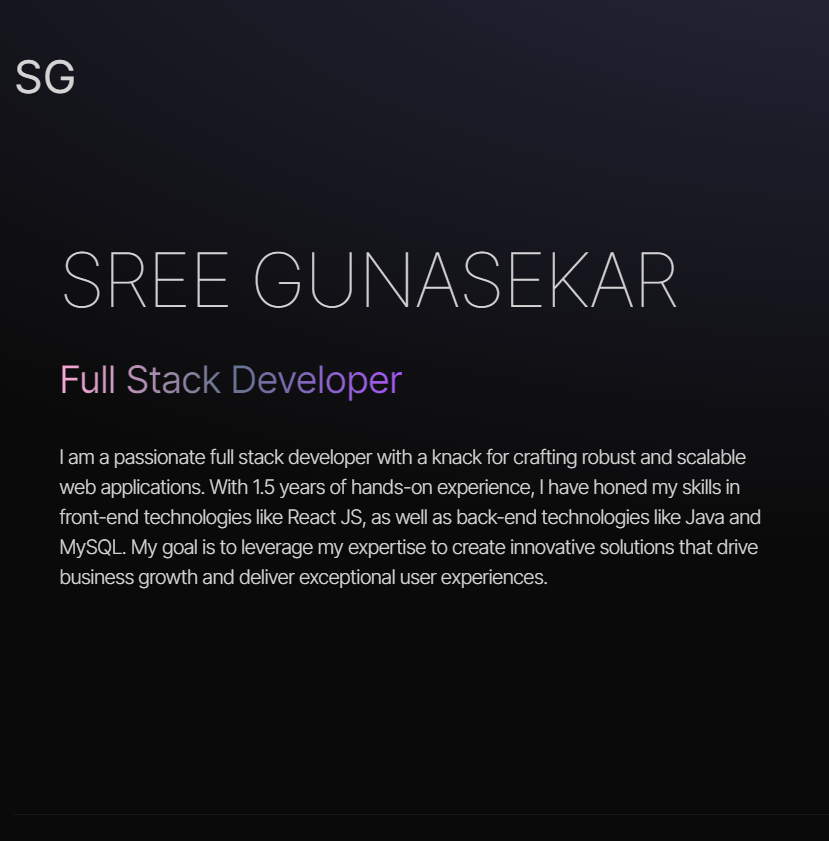 SG
SREE GUNASEKAR
Full Stack Developer
I am a passionate full stack developer with a knack for crafting robust and scalable
web applications. With 1.5 years of hands-on experience, I have honed my skills in
front-end technologies like React JS, as well as back-end technologies like Java and
MySQL. My goal is to leverage my expertise to create innovative solutions that drive
business growth and deliver exceptional user experiences.